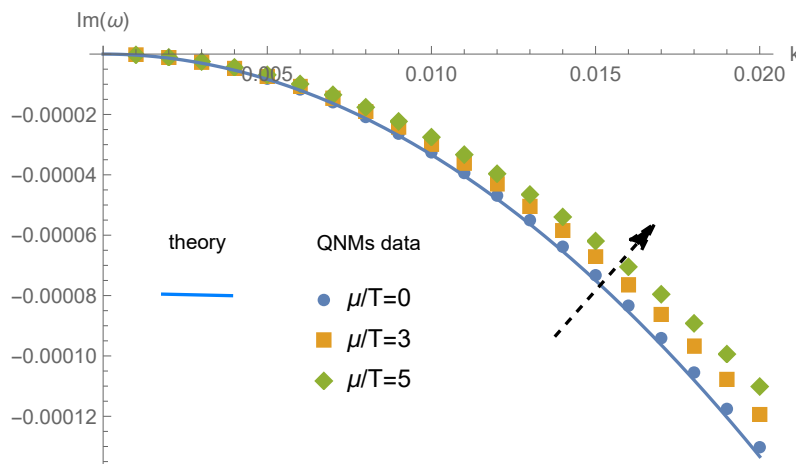 Im(ω)
k
0.005
0.010
0.015
0.020
−0.00002
−0.00004
−0.00006
−0.00008
−0.00010
−0.00012
theory
QNMs data
μ/T=0
μ/T=3
μ/T=5